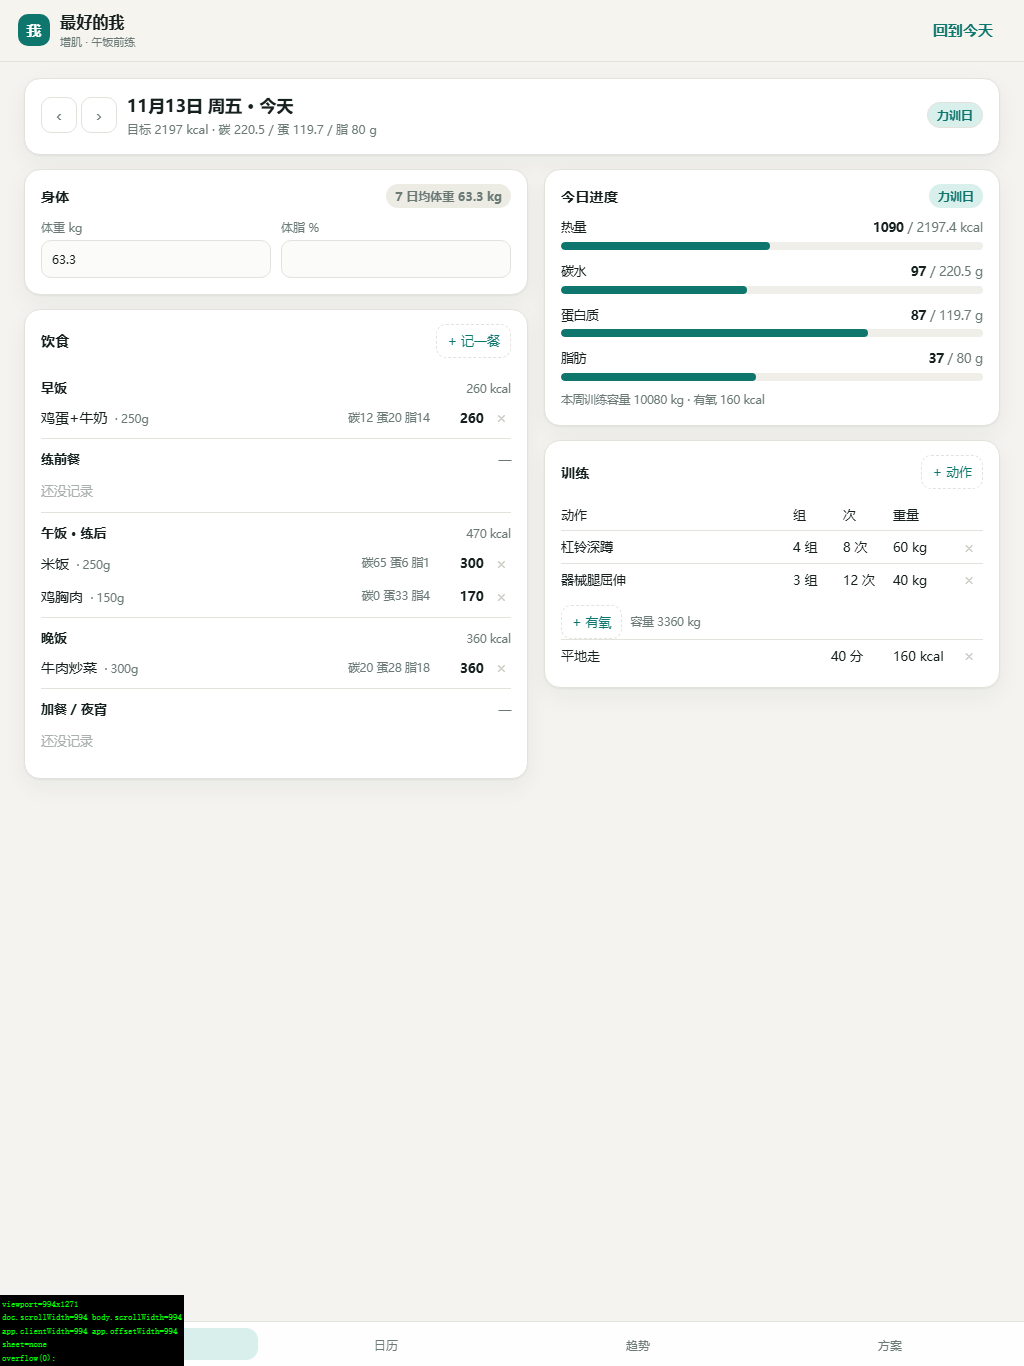 我 最好的我
增肌 · 午饭前练
回到今天
‹ › 11月13日 周五 • 今天
目标 2197 kcal · 碳 220.5 / 蛋 119.7 / 脂 80 g
力训日
身体 7 日均体重 63.3 kg
体重 kg 体脂 %
63.3
饮食 + 记一餐
早饭 260 kcal
鸡蛋+牛奶 · 250g 碳12 蛋20 脂14 260 ×
练前餐 —
还没记录
午饭 • 练后 470 kcal
米饭 · 250g 碳65 蛋6 脂1 300 ×
鸡胸肉 · 150g 碳0 蛋33 脂4 170 ×
晚饭 360 kcal
牛肉炒菜 · 300g 碳20 蛋28 脂18 360 ×
加餐 / 夜宵 —
还没记录
今日进度 力训日
热量 1090 / 2197.4 kcal
碳水 97 / 220.5 g
蛋白质 87 / 119.7 g
脂肪 37 / 80 g
本周训练容量 10080 kg · 有氧 160 kcal
训练 + 动作
动作 组 次 重量
杠铃深蹲 4 组 8 次 60 kg ×
器械腿屈伸 3 组 12 次 40 kg ×
+ 有氧 容量 3360 kg
平地走 40 分 160 kcal ×
viewport=994x1271
doc.scrollWidth=994 body.scrollWidth=994
app.clientWidth=994 app.offsetWidth=994
sheet=none
overflow(0):
日历 趋势 方案